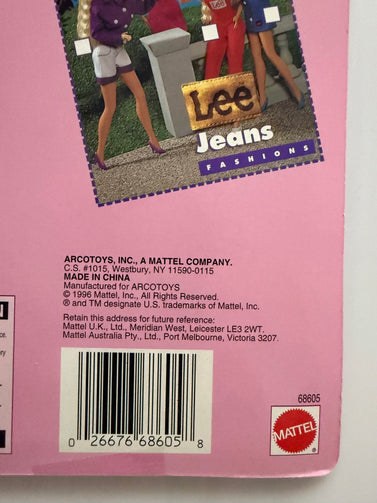 Lee
Lee
Jeans
FASHIONS
ARCOTOYS, INC., A MATTEL COMPANY.
C.S. #1015, Westbury, NY 11590-0115
MADE IN CHINA
Manufactured for ARCOTOYS
© 1996 Mattel, Inc., All Rights Reserved.
® and TM designate U.S. trademarks of Mattel, Inc.
Retain this address for future reference:
Mattel U.K., Ltd., Meridian West, Leicester LE3 2WT.
Mattel Australia Pty., Ltd., Port Melbourne, Victoria 3207.
68605
0 26676 68605 8
MATTEL
®